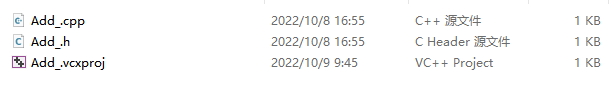 Add_.cpp 2022/10/8 16:55 C++ 源文件 1 KB
Add_.h 2022/10/8 16:55 C Header 源文件 1 KB
Add_.vcxproj 2022/10/9 9:45 VC++ Project 1 KB